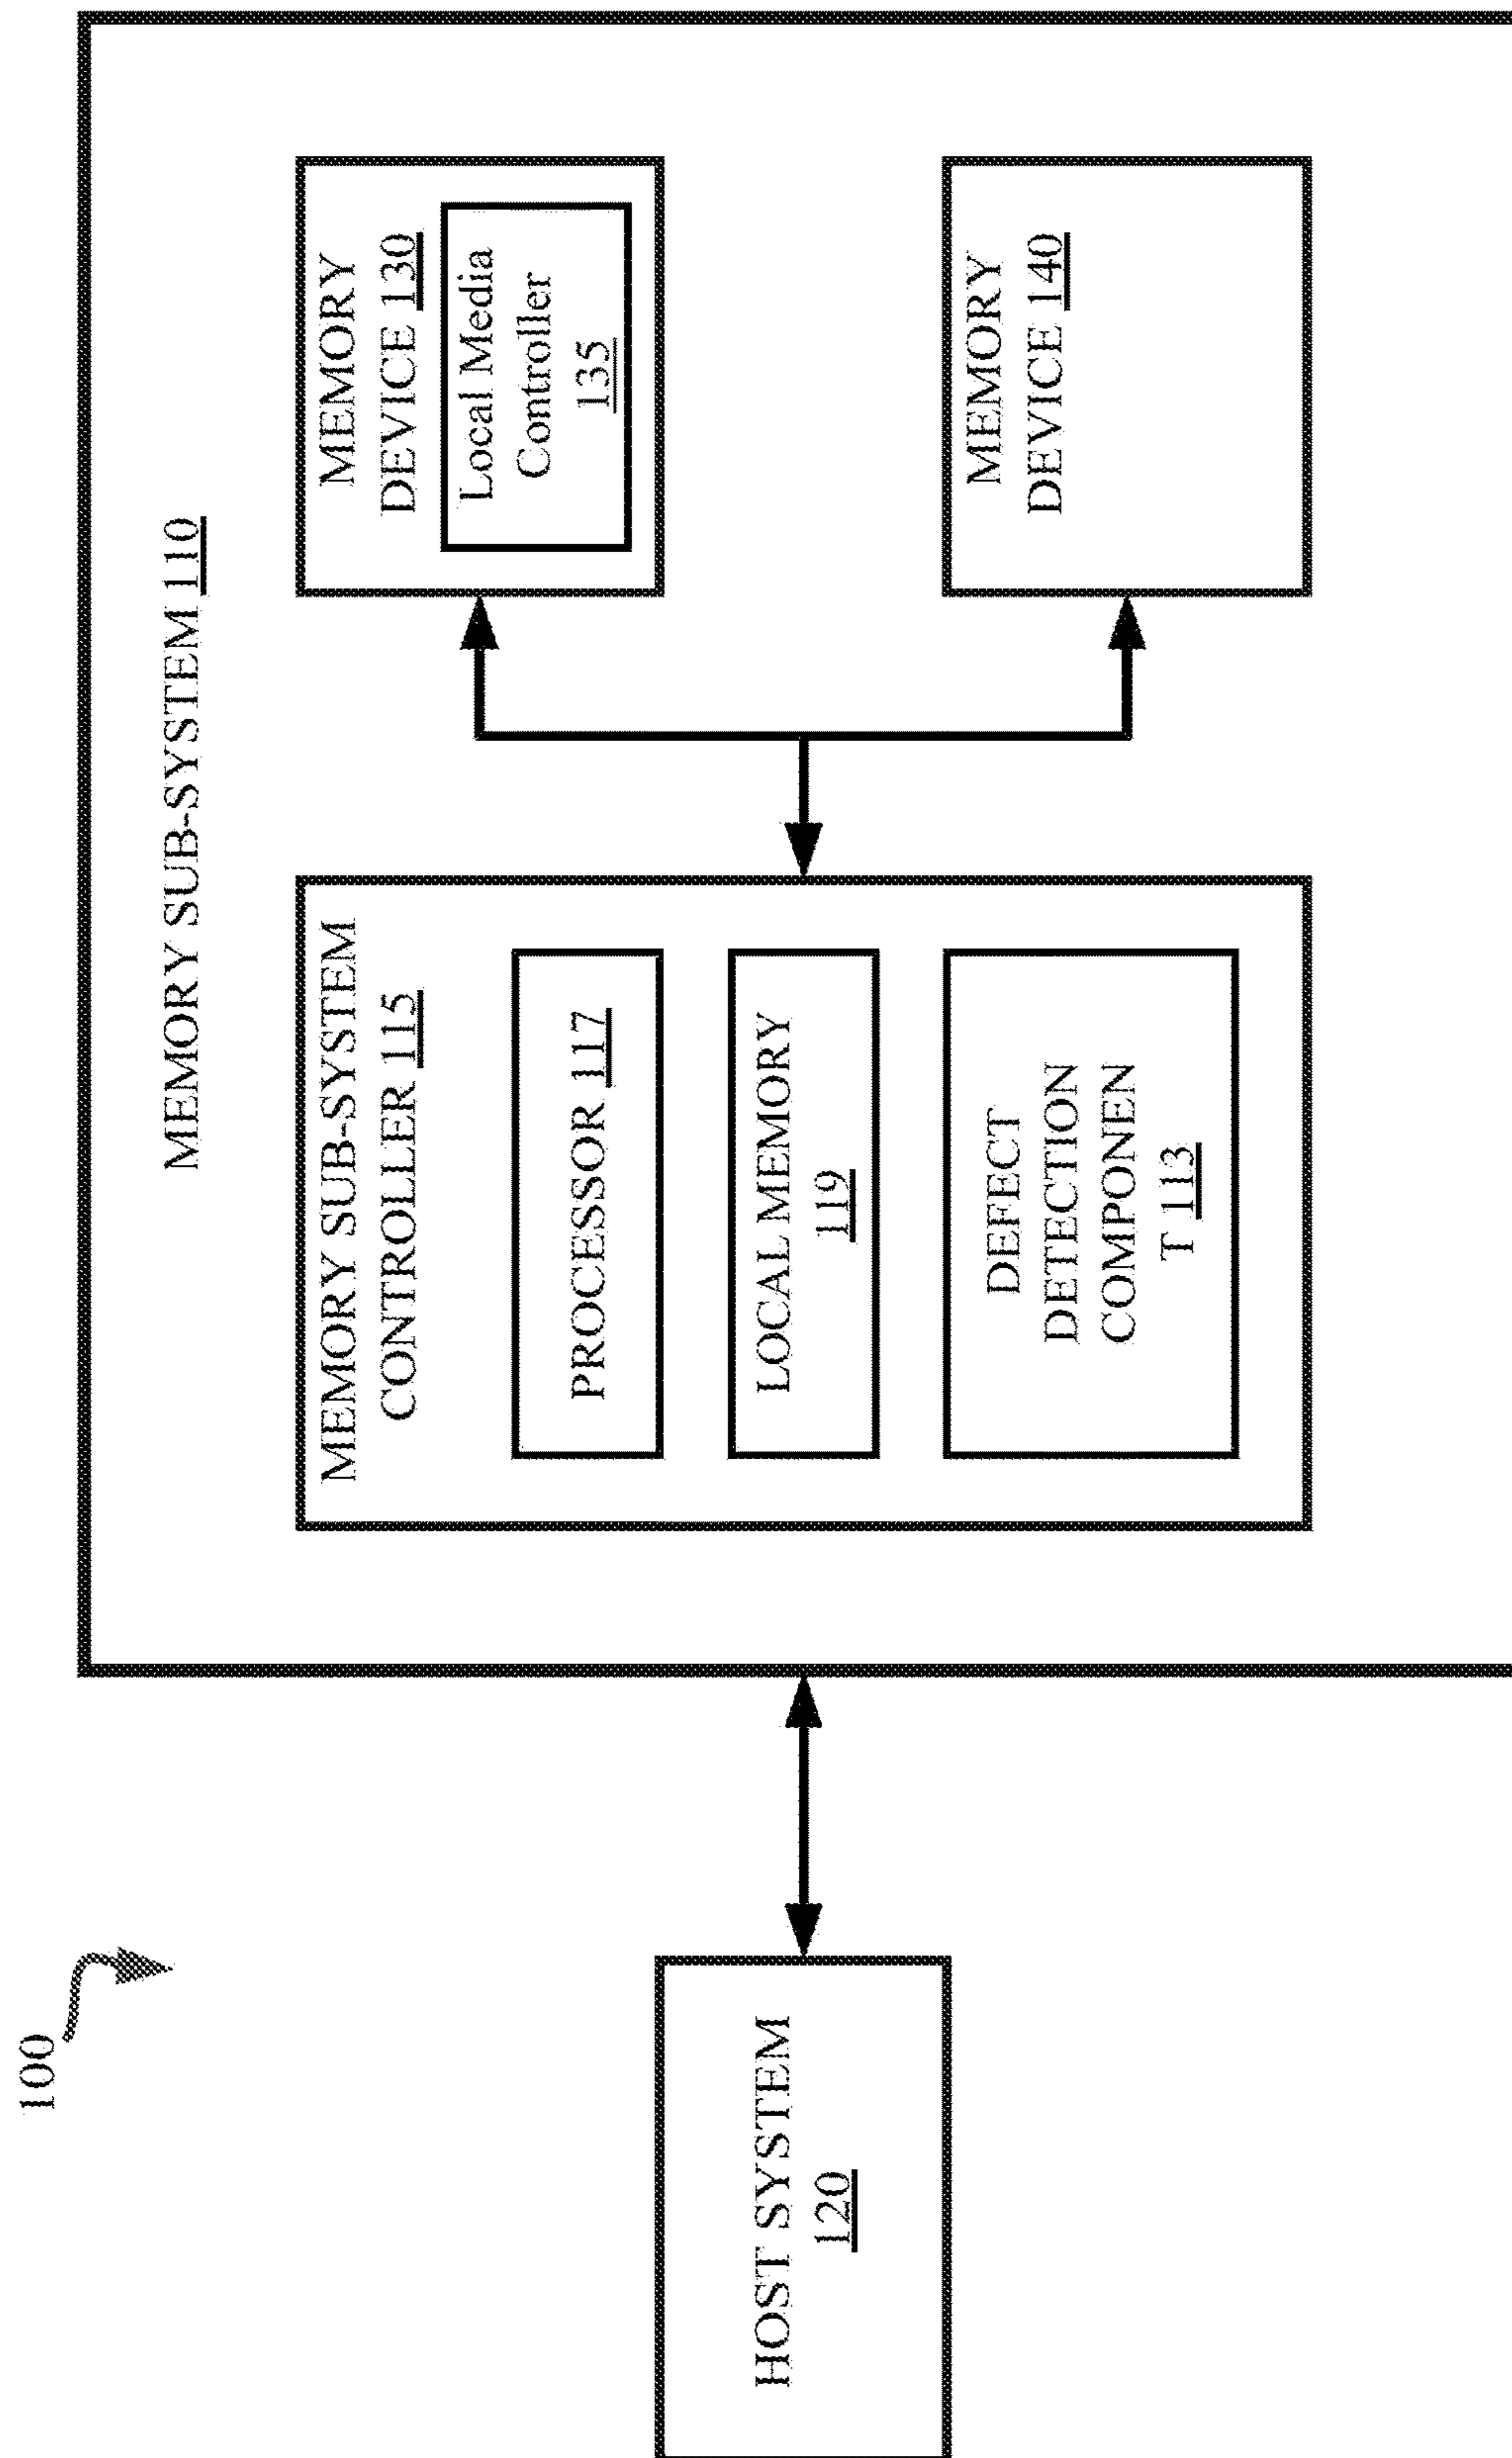 100
MEMORY SUB-SYSTEM 110
MEMORY SUB-SYSTEM
CONTROLLER 115
PROCESSOR 117
LOCAL MEMORY
119
DEFECT
DETECTION
COMPONEN
T 113
MEMORY
DEVICE 130
Local Media
Controller
135
MEMORY
DEVICE 140
HOST SYSTEM
120